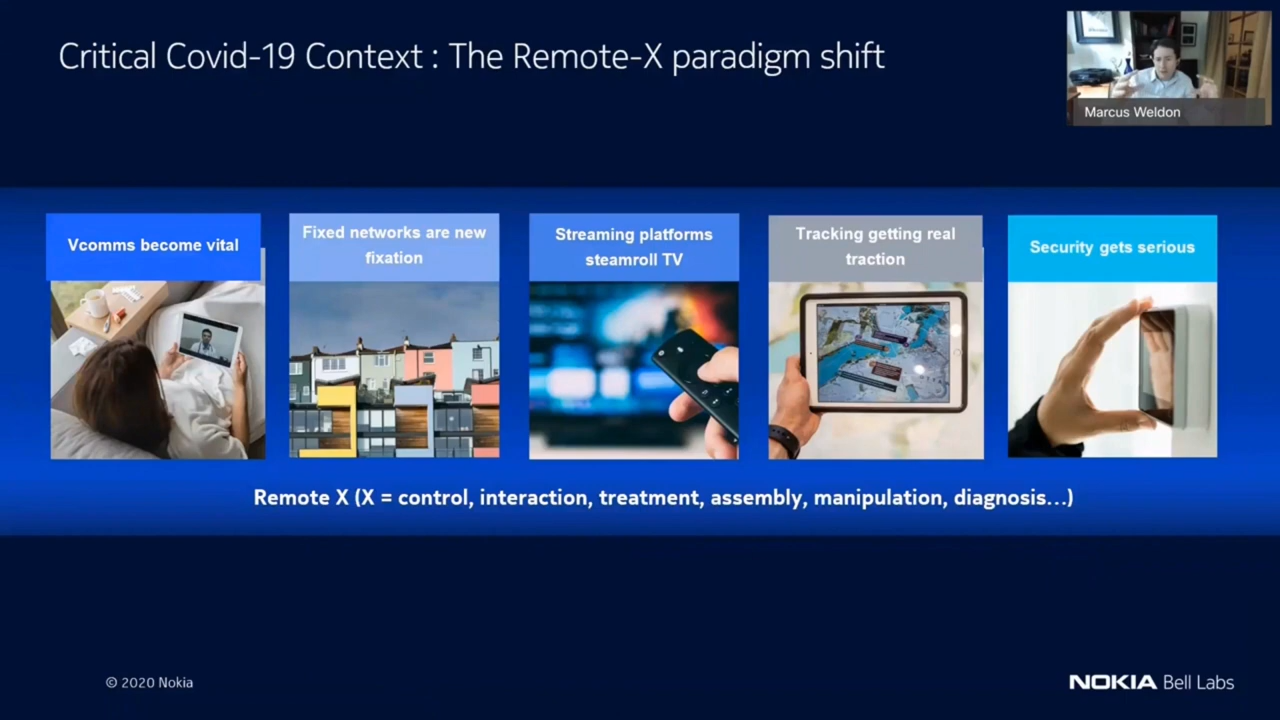 Critical Covid-19 Context : The Remote-X paradigm shift
Marcus Weldon
Vcomms become vital
Fixed networks are new
fixation
Streaming platforms
steamroll TV
Tracking getting real
traction
Security gets serious
Remote X (X = control, interaction, treatment, assembly, manipulation, diagnosis...)
© 2020 Nokia
NOKIA Bell Labs